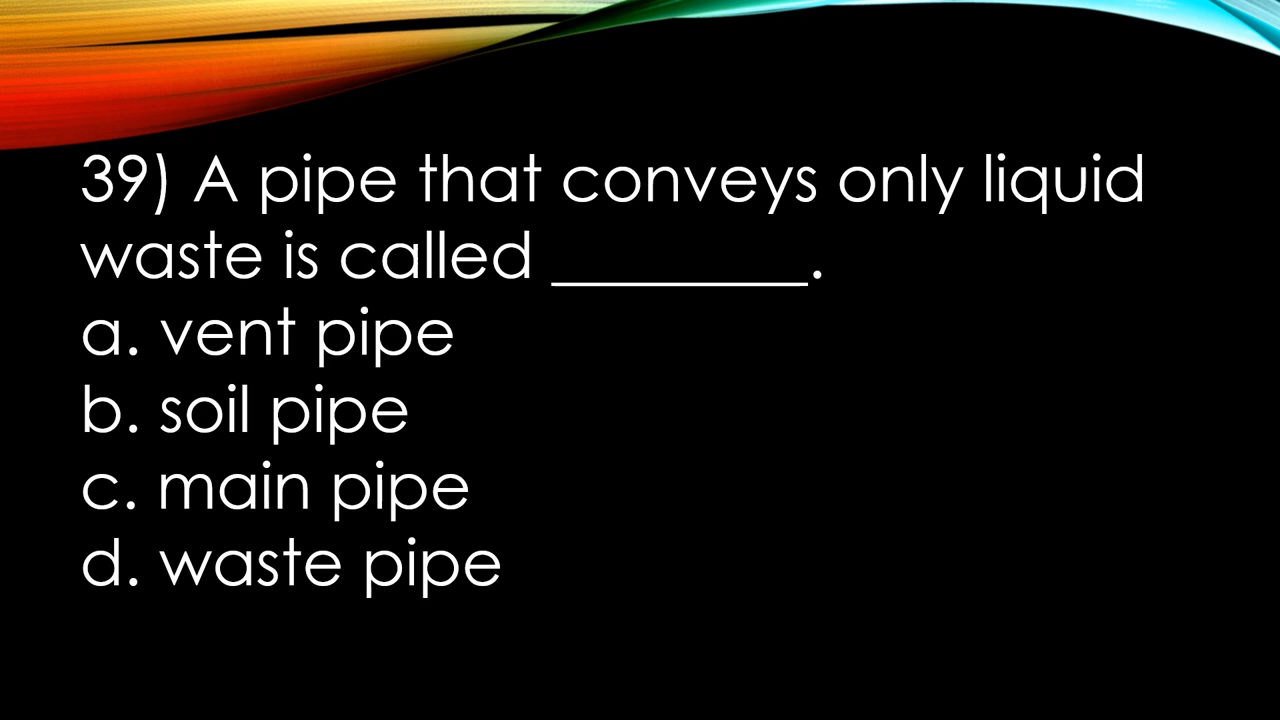 39) A pipe that conveys only liquid
waste is called ________.
a. vent pipe
b. soil pipe
c. main pipe
d. waste pipe